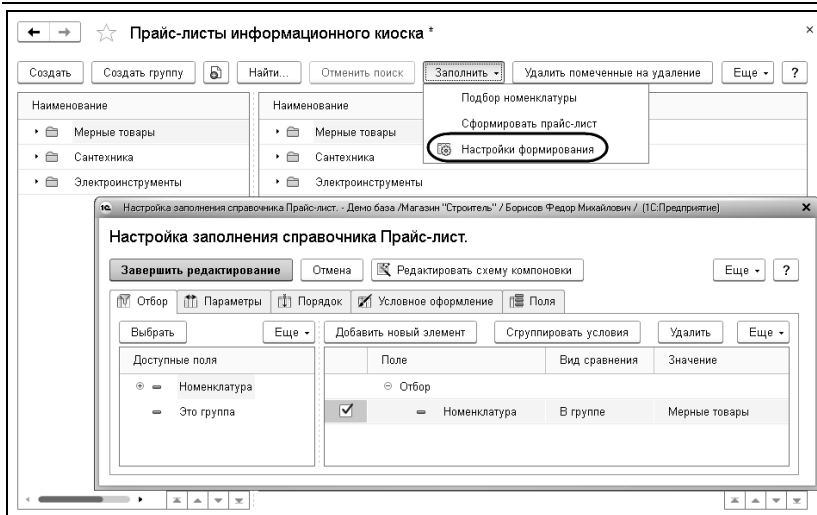 Прайс-листы информационного киоска *
Создать Создать группу Найти... Отменить поиск Заполнить Удалить помеченные на удаление Еще ?
Наименование Наименование
Подбор номенклатуры
Мерные товары Мерные товары
Сформировать прайс-лист
Сантехника Сантехника
Настройки формирования
Электроинструменты Электроинструменты
1С Настройка заполнения справочника Прайс-лист. - Демо база /Магазин "Строитель" / Борисов Федор Михайлович / (1С:Предприятие)
Настройка заполнения справочника Прайс-лист.
Завершить редактирование Отмена Редактировать схему компоновки Еще ?
Отбор Параметры Порядок Условное оформление Поля
Выбрать Еще Добавить новый элемент Сгруппировать условия Удалить Еще
Доступные поля Поле Вид сравнения Значение
Номенклатура Отбор
Это группа Номенклатура В группе Мерные товары